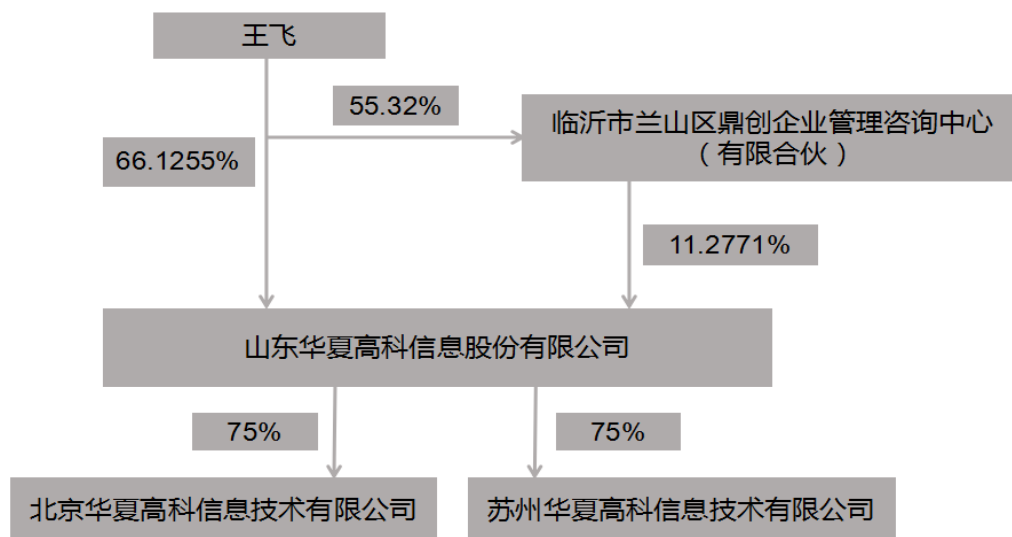 王飞
55.32%
临沂市兰山区鼎创企业管理咨询中心
（有限合伙）
66.1255%
11.2771%
山东华夏高科信息股份有限公司
75%
75%
北京华夏高科信息技术有限公司
苏州华夏高科信息技术有限公司